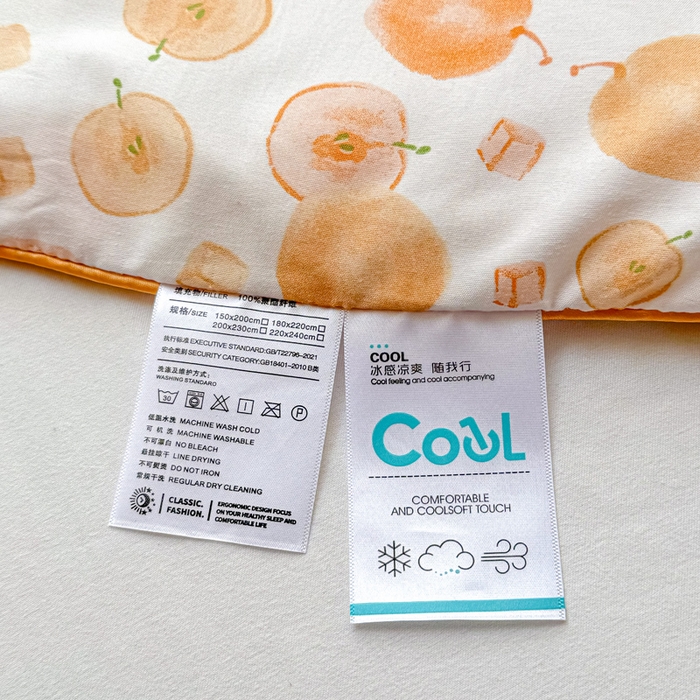 填充物/FILLER 100%聚酯纤维
规格/SIZE 150x200cm□ 180x220cm□
200x230cm□ 220x240cm□
执行标准 EXECUTIVE STANDARD:GB/T22796-2021
安全类别 SECURITY CATEGORY:GB18401-2010 B类
洗涤及维护方式:
WASHING STANDARD
30 P
低温水洗 MACHINE WASH COLD
可 机 洗 MACHINE WASHABLE
不可漂白 NO BLEACH
悬挂晾干 LINE DRYING
不可熨烫 DO NOT IRON
常规干洗 REGULAR DRY CLEANING
CLASSIC.
FASHION.
ERGONOMIC DESIGN FOCUS
ON YOUR HEALTHY SLEEP AND
COMFORTABLE LIFE
COOL
冰感凉爽 随我行
Cool feeling and cool accompanying
COOL
COMFORTABLE
AND COOLSOFT TOUCH